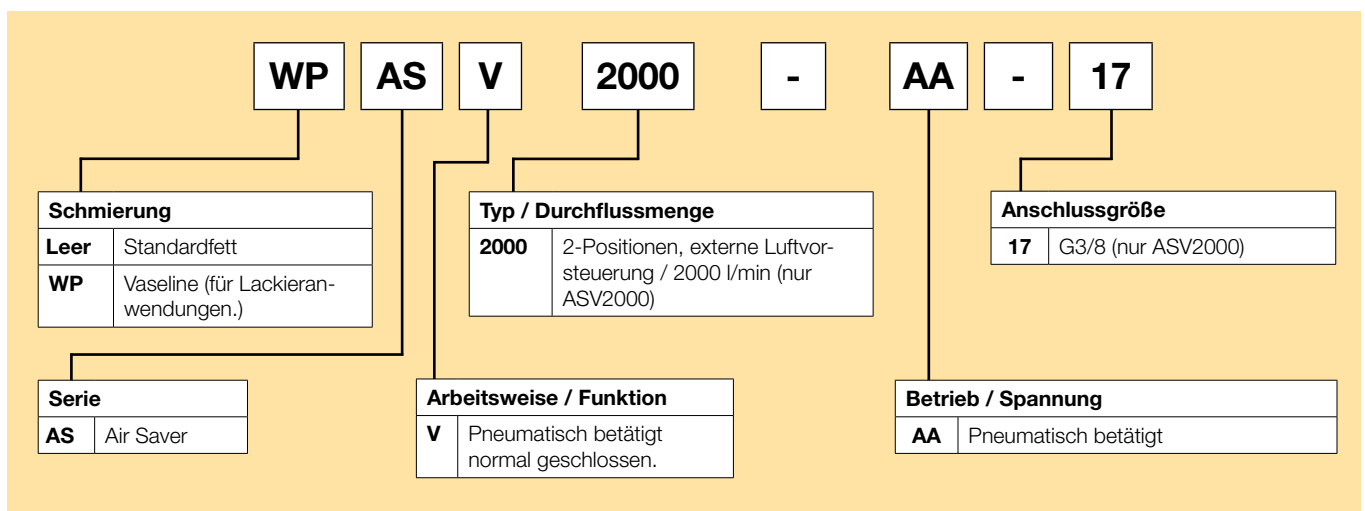 WP AS V 2000 - AA - 17
Schmierung
Leer Standardfett
WP Vaseline (für Lackieran-
wendungen.)
Typ / Durchflussmenge
2000 2-Positionen, externe Luftvor-
steuerung / 2000 l/min (nur
ASV2000)
Anschlussgröße
17 G3/8 (nur ASV2000)
Serie
AS Air Saver
Arbeitsweise / Funktion
V Pneumatisch betätigt
normal geschlossen.
Betrieb / Spannung
AA Pneumatisch betätigt